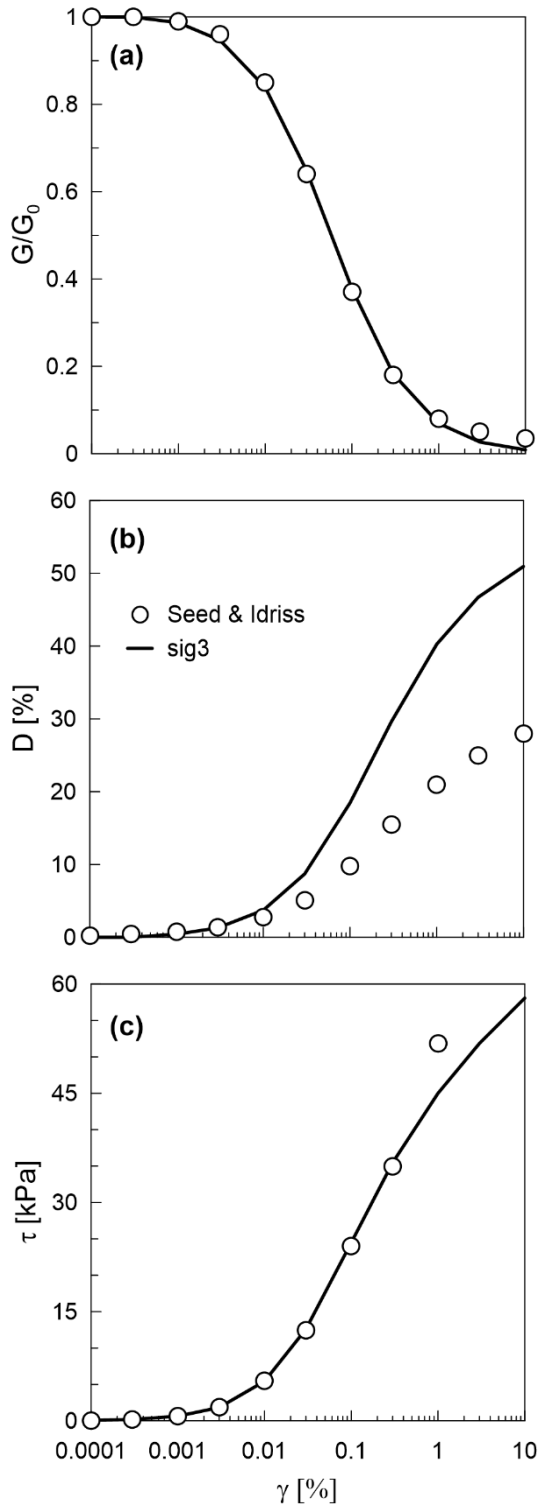 1
(a)
0.8
0.6
G/G₀
0.4
0.2
0
60
(b)
50
Seed & Idriss
40
sig3
D [%]
30
20
10
0
60
(c)
45
τ [kPa]
30
15
0
0.0001 0.001 0.01 0.1 1 10
γ [%]